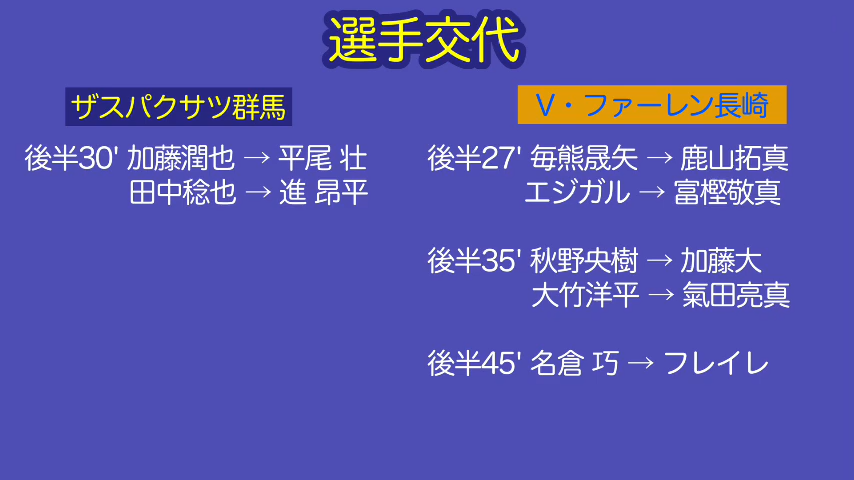 選手交代
ザスパクサツ群馬
後半30' 加藤潤也 → 平尾 壮
田中稔也 → 進 昂平
V・ファーレン長崎
後半27' 毎熊晟矢 → 鹿山拓真
エジガル → 富樫敬真
後半35' 秋野央樹 → 加藤大
大竹洋平 → 氣田亮真
後半45' 名倉 巧 → フレイレ